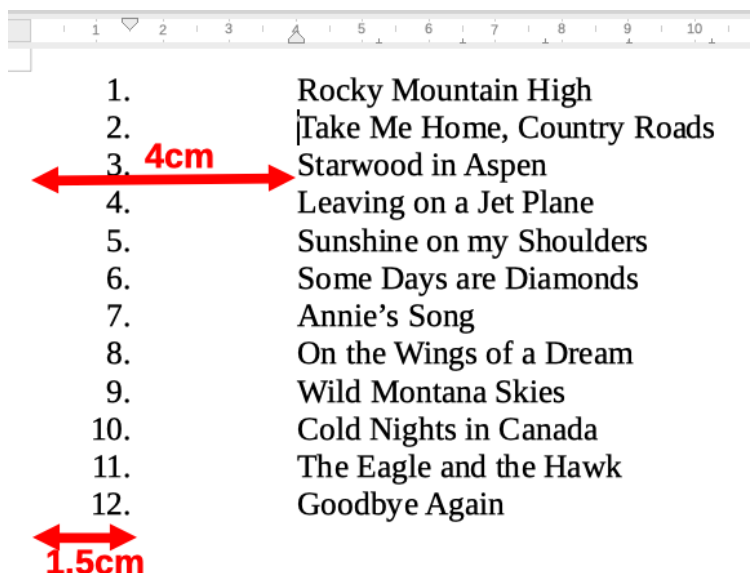 1 2 3 4 5 6 7 8 9 10
1. Rocky Mountain High
2. Take Me Home, Country Roads
3. Starwood in Aspen
4cm
4. Leaving on a Jet Plane
5. Sunshine on my Shoulders
6. Some Days are Diamonds
7. Annie’s Song
8. On the Wings of a Dream
9. Wild Montana Skies
10. Cold Nights in Canada
11. The Eagle and the Hawk
12. Goodbye Again
1.5cm